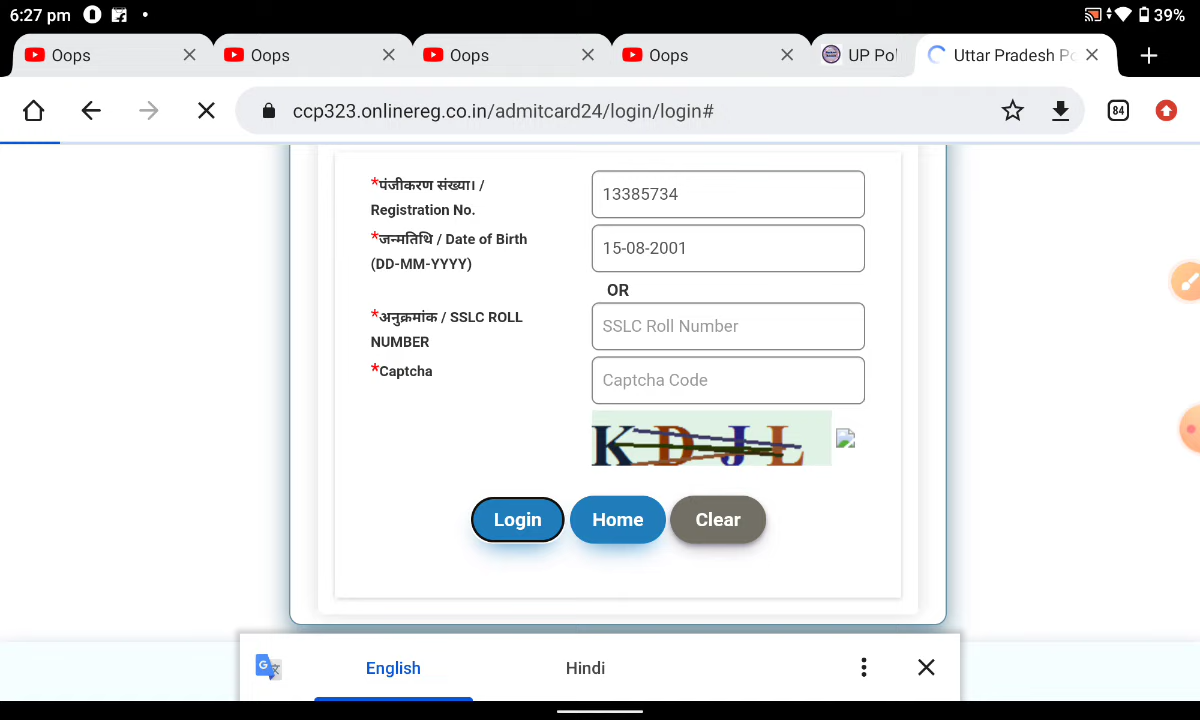 6:27 pm
39%
Oops
Oops
Oops
Oops
UP Pol
Uttar Pradesh Po
ccp323.onlinereg.co.in/admitcard24/login/login#
84
*पंजीकरण संख्या। /
Registration No.
13385734
*जन्मतिथि / Date of Birth
(DD-MM-YYYY)
15-08-2001
OR
*अनुक्रमांक / SSLC ROLL
NUMBER
SSLC Roll Number
*Captcha
Captcha Code
KDJL
Login
Home
Clear
English
Hindi